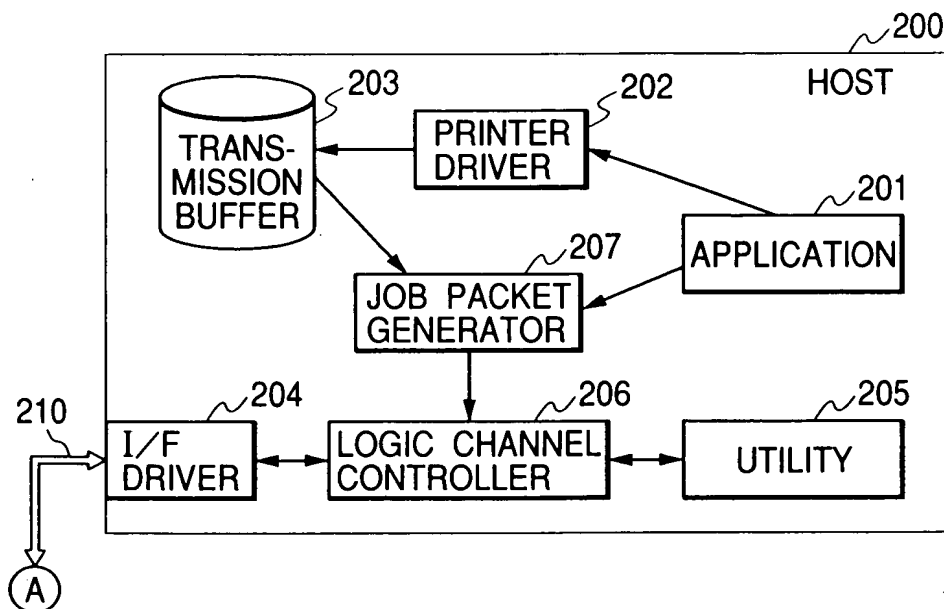 200
HOST
203
TRANS-
MISSION
BUFFER
202
PRINTER
DRIVER
201
APPLICATION
207
JOB PACKET
GENERATOR
210
204
I/F
DRIVER
206
LOGIC CHANNEL
CONTROLLER
205
UTILITY
A